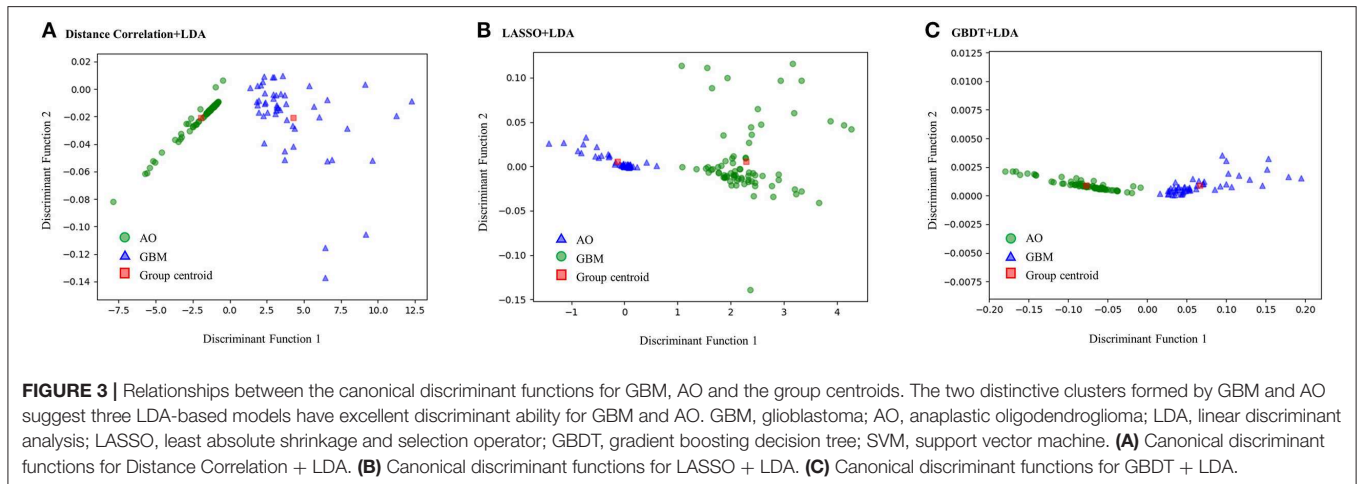 A Distance Correlation+LDA
0.02
0.00
−0.02
−0.04
−0.06
−0.08
−0.10
−0.12
−0.14
Discriminant Function 2
AO
GBM
Group centroid
−7.5 −5.0 −2.5 0.0 2.5 5.0 7.5 10.0 12.5
Discriminant Function 1
B LASSO+LDA
0.10
0.05
0.00
−0.05
−0.10
−0.15
Discriminant Function 2
AO
GBM
Group centroid
−1 0 1 2 3 4
Discriminant Function 1
C GBDT+LDA
0.0125
0.0100
0.0075
0.0050
0.0025
0.0000
−0.0025
−0.0050
−0.0075
Discriminant Function 2
AO
GBM
Group centroid
−0.20 −0.15 −0.10 −0.05 0.00 0.05 0.10 0.15 0.20
Discriminant Function 1
FIGURE 3 | Relationships between the canonical discriminant functions for GBM, AO and the group centroids. The two distinctive clusters formed by GBM and AO
suggest three LDA-based models have excellent discriminant ability for GBM and AO. GBM, glioblastoma; AO, anaplastic oligodendroglioma; LDA, linear discriminant
analysis; LASSO, least absolute shrinkage and selection operator; GBDT, gradient boosting decision tree; SVM, support vector machine. (A) Canonical discriminant
functions for Distance Correlation + LDA. (B) Canonical discriminant functions for LASSO + LDA. (C) Canonical discriminant functions for GBDT + LDA.